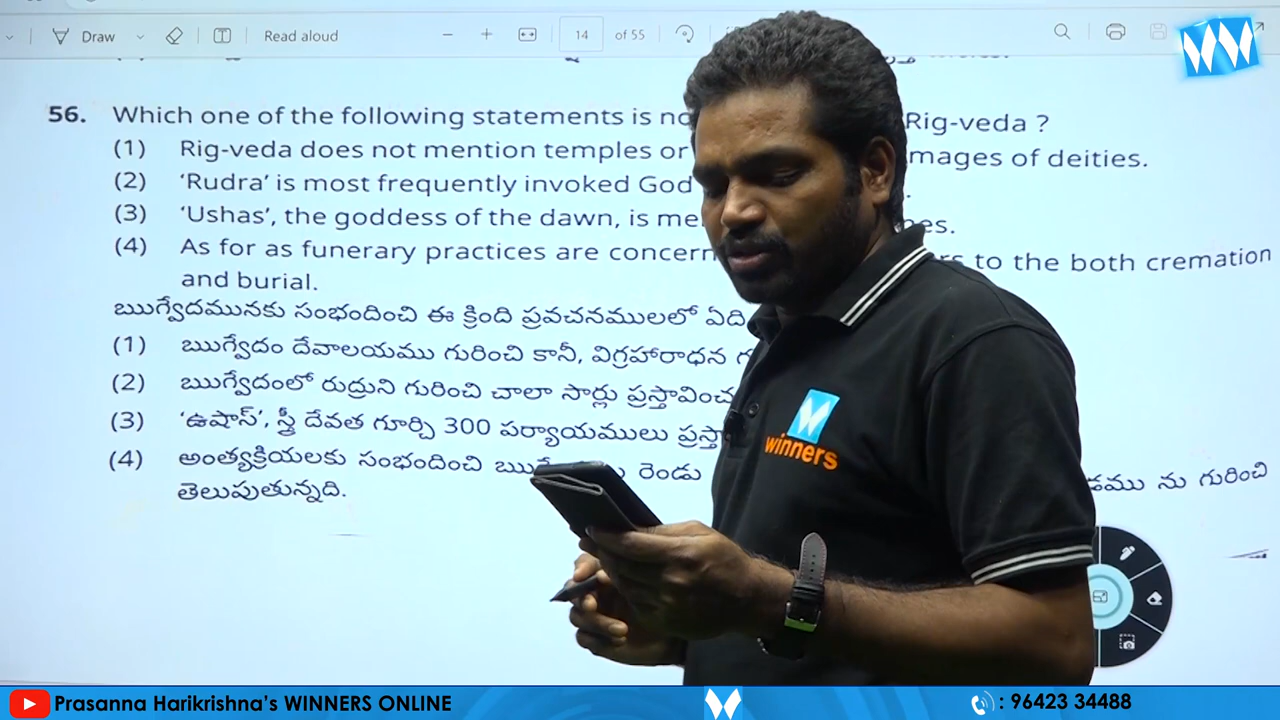 Draw
Read aloud
14 of 55
56. Which one of the following statements is Rig-veda ?
(1) Rig-veda does not mention temples or mages of deities.
(2) ‘Rudra’ is most frequently invoked God
(3) ‘Ushas’, the goddess of the dawn, is es.
(4) As for as funerary practices are concern to the both cremation
and burial.
ఋగ్వేదమునకు సంభందించి ఈ క్రింది ప్రవచనములలో ఏది
(1) ఋగ్వేదం దేవాలయము గురించి కానీ, విగ్రహారాధన
(2) ఋగ్వేదంలో రుద్రుని గురించి చాలా సార్లు ప్రస్తావించ
(3) ‘ఉషాస్’, స్త్రీ దేవత గూర్చి 300 పర్యాయములు ప్రస్తా
(4) అంత్యక్రియలకు సంభందించి రెండు డము ను గురించి
తెలుపుతున్నది.
winners
Prasanna Harikrishna’s WINNERS ONLINE
: 96423 34488